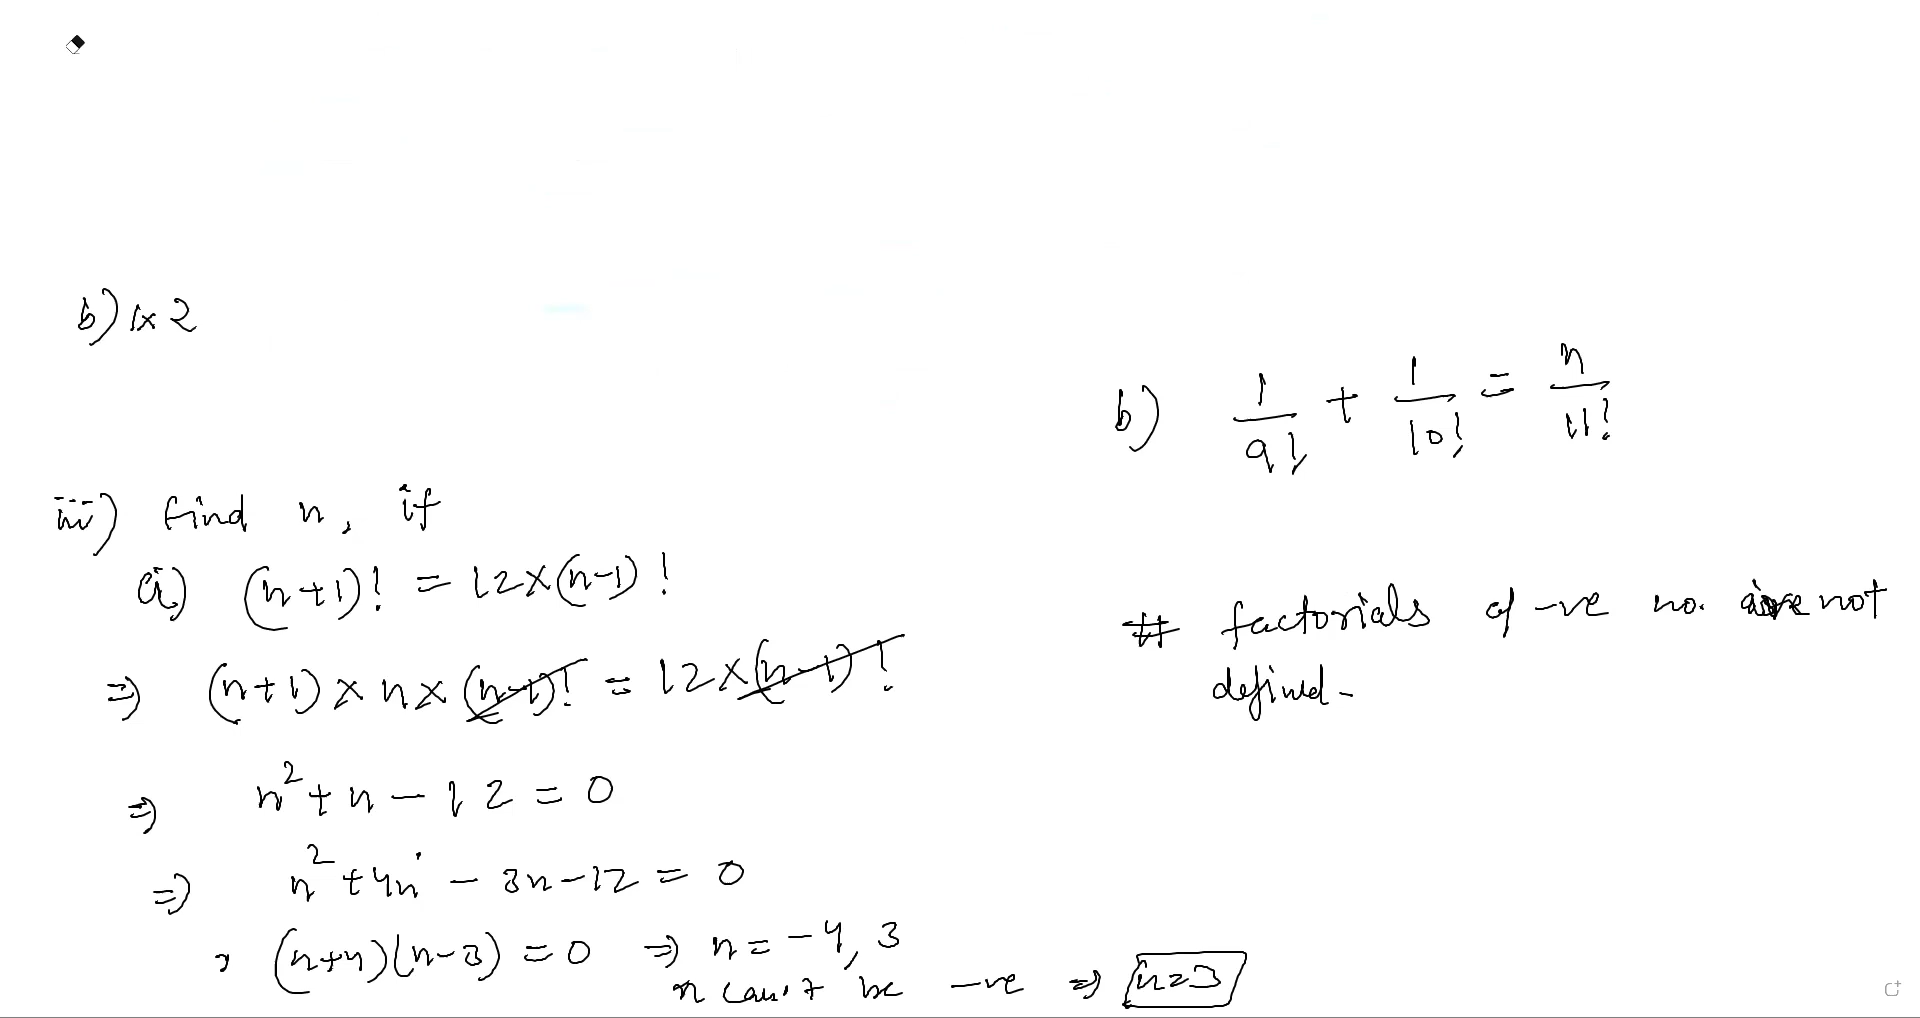 b) 1×2
iii) find n, if
a) (n+1)! = 12×(n-1)!
⇒ (n+1) × n × (n-1)! = 12×(n-1)!
⇒ n²+n-12=0
⇒ n²+4n-3n-12=0
(n+4)(n-3)=0 ⇒ n=-4,3
n can't be -ve ⇒ n=3
b) 1/9! + 1/10! = n/11!
# factorials of -ve no. are not
defined-